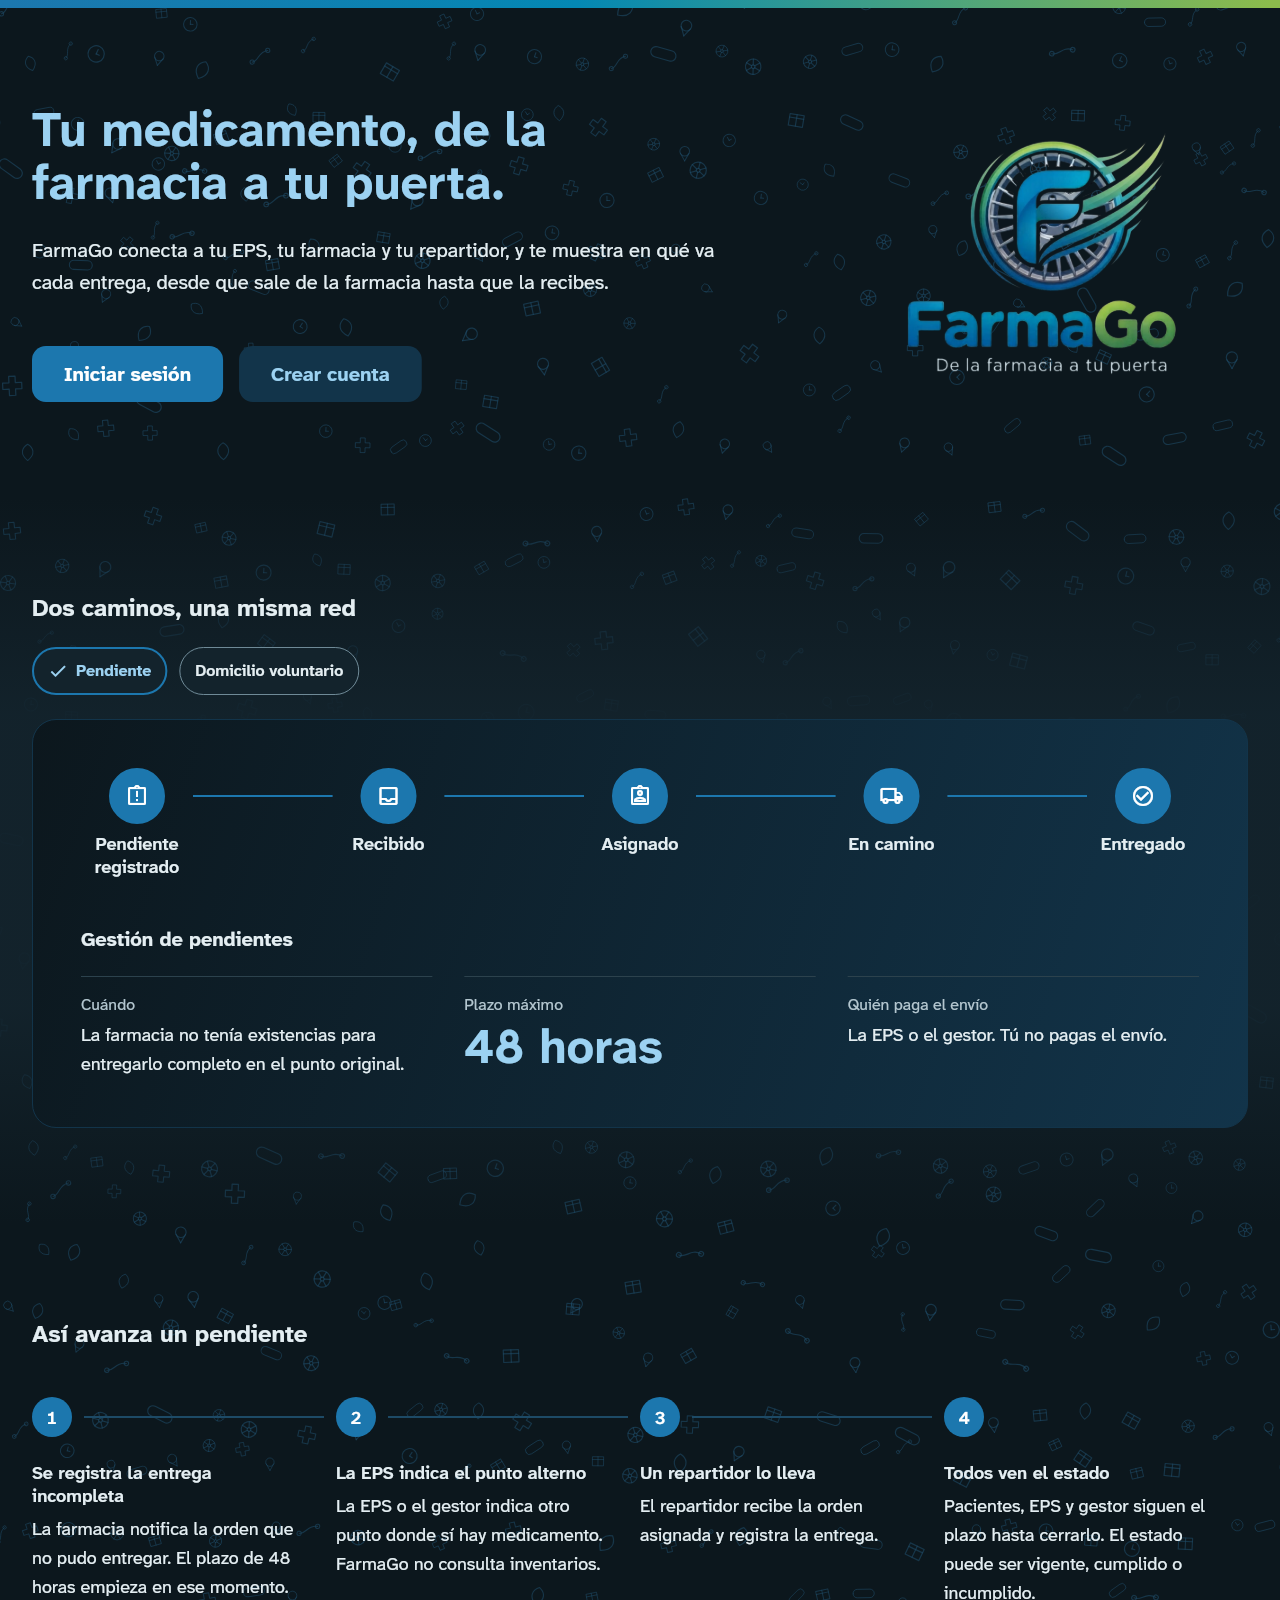 Tu medicamento, de la
farmacia a tu puerta.
FarmaGo conecta a tu EPS, tu farmacia y tu repartidor, y te muestra en qué va
cada entrega, desde que sale de la farmacia hasta que la recibes.
Iniciar sesión
Crear cuenta
F
FarmaGo
De la farmacia a tu puerta
Dos caminos, una misma red
Pendiente
Domicilio voluntario
Pendiente
registrado
Recibido
Asignado
En camino
Entregado
Gestión de pendientes
Cuándo
La farmacia no tenía existencias para
entregarlo completo en el punto original.
Plazo máximo
48 horas
Quién paga el envío
La EPS o el gestor. Tú no pagas el envío.
Así avanza un pendiente
1
Se registra la entrega
incompleta
La farmacia notifica la orden que
no pudo entregar. El plazo de 48
horas empieza en ese momento.
2
La EPS indica el punto alterno
La EPS o el gestor indica otro
punto donde sí hay medicamento.
FarmaGo no consulta inventarios.
3
Un repartidor lo lleva
El repartidor recibe la orden
asignada y registra la entrega.
4
Todos ven el estado
Pacientes, EPS y gestor siguen el
plazo hasta cerrarlo. El estado
puede ser vigente, cumplido o
incumplido.